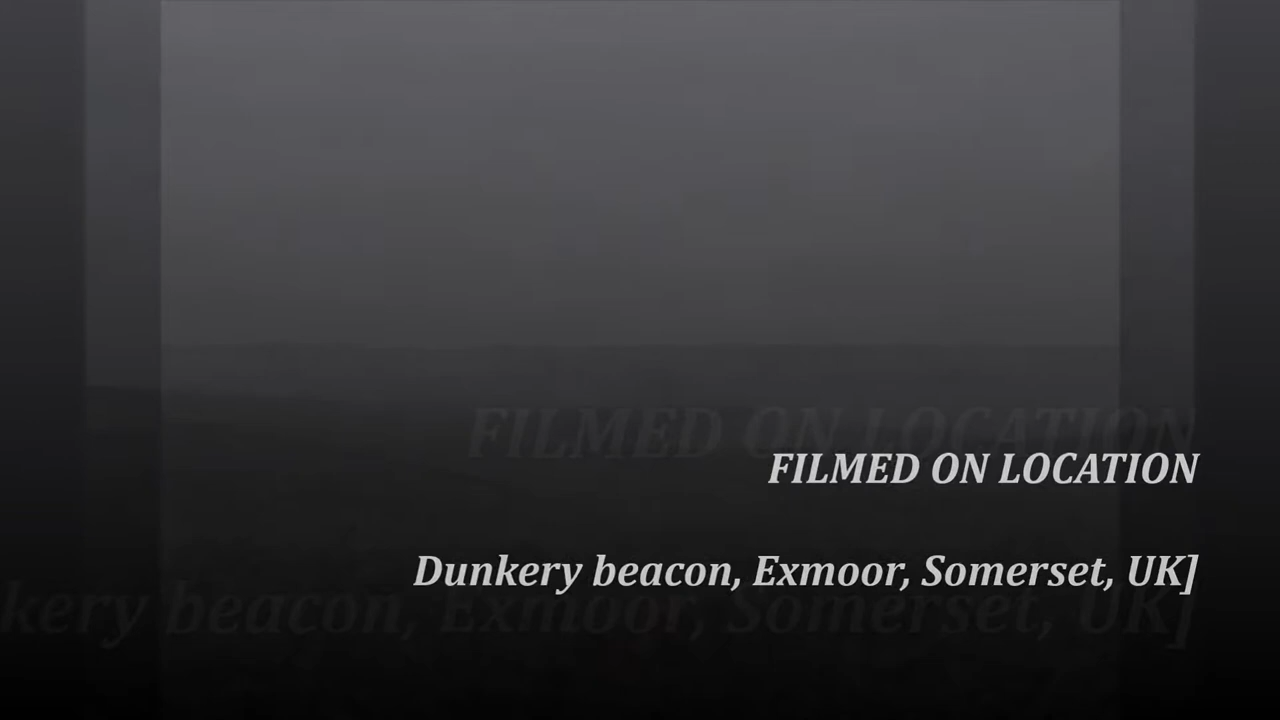 FILMED ON LOCATION
Dunkery beacon, Exmoor, Somerset, UK]